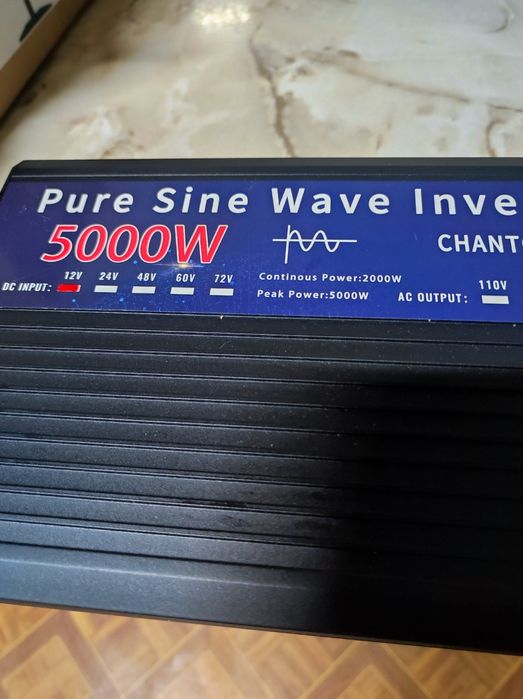 Pure Sine Wave Inve
5000W
CHANT
12V 24V 48V 60V 72V
DC INPUT:
Continous Power:2000W
Peak Power:5000W
110V
AC OUTPUT: